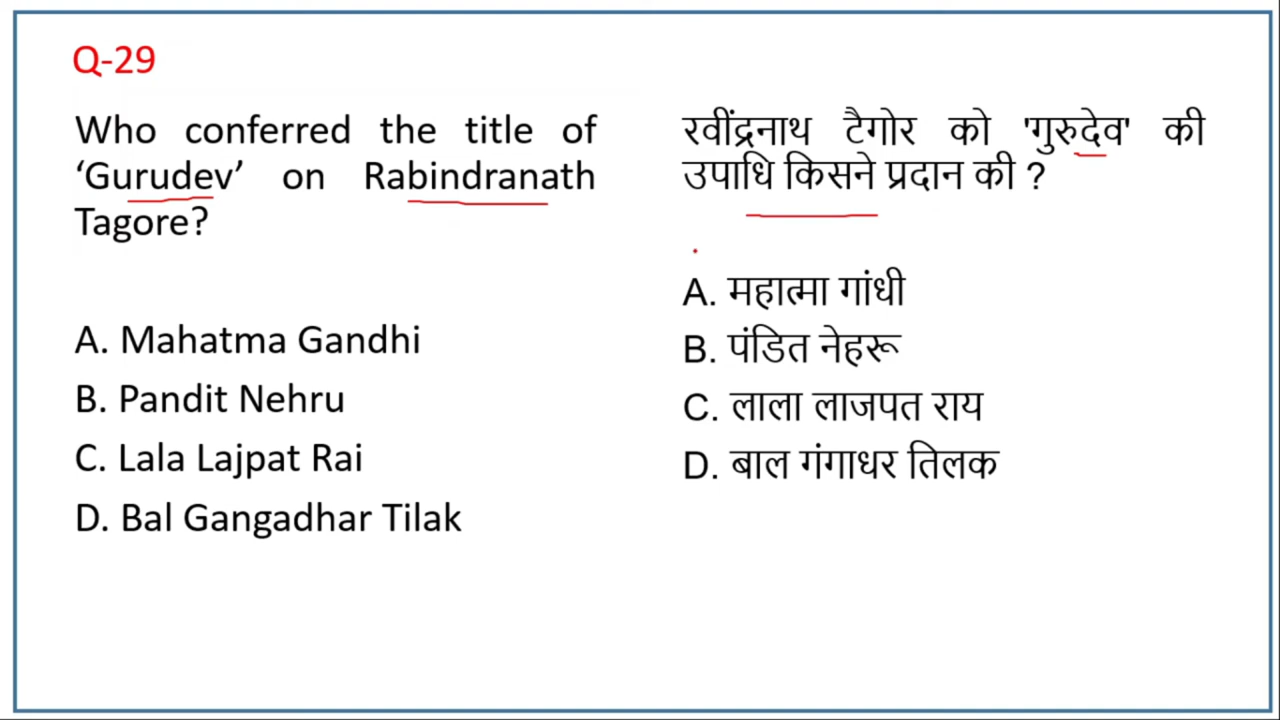 Q-29
Who conferred the title of
‘Gurudev’ on Rabindranath
Tagore?
A. Mahatma Gandhi
B. Pandit Nehru
C. Lala Lajpat Rai
D. Bal Gangadhar Tilak
रवींद्रनाथ टैगोर को 'गुरुदेव' की
उपाधि किसने प्रदान की ?
A. महात्मा गांधी
B. पंडित नेहरू
C. लाला लाजपत राय
D. बाल गंगाधर तिलक